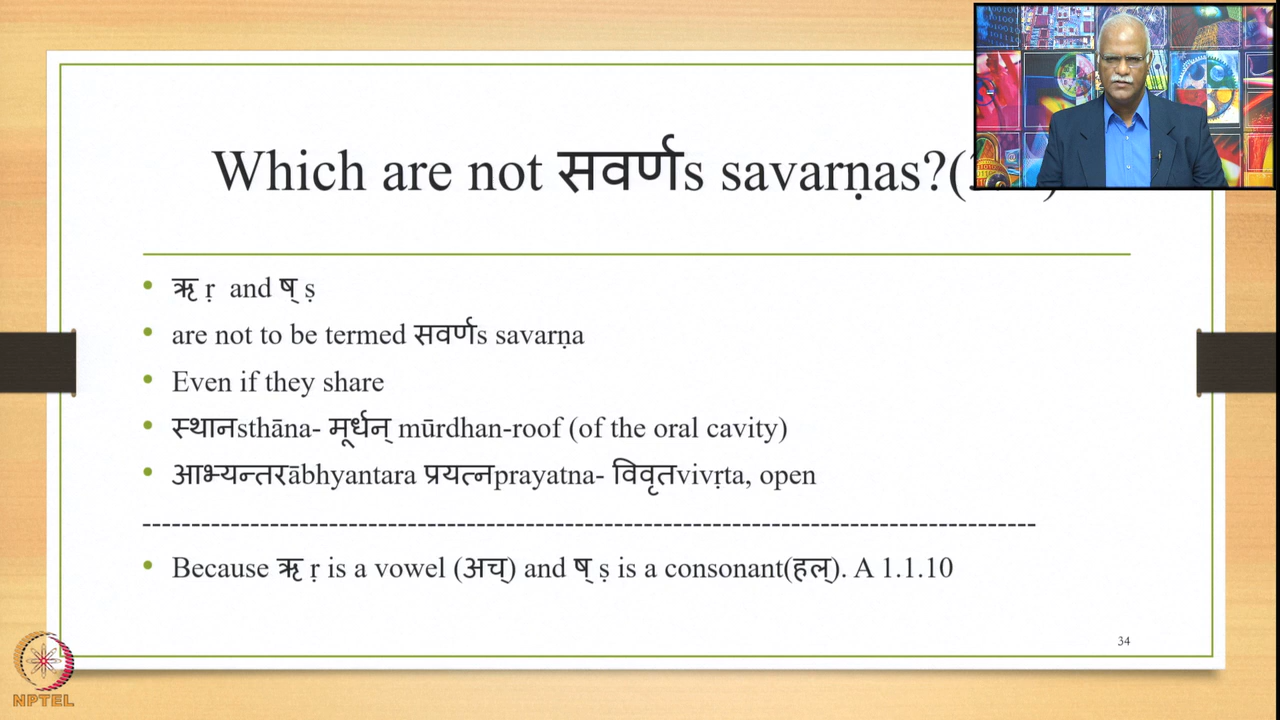 Which are not सवर्णs savarṇas?(
ऋ ṛ and ष् ṣ
are not to be termed सवर्णs savarṇa
Even if they share
स्थानsthāna- मूर्धन् mūrdhan-roof (of the oral cavity)
आभ्यन्तरābhyantara प्रयत्नprayatna- विवृतvivṛta, open
---------------------------------------------------------------------------------------
Because ऋ ṛ is a vowel (अच्) and ष् ṣ is a consonant(हल्). A 1.1.10
34
NPTEL